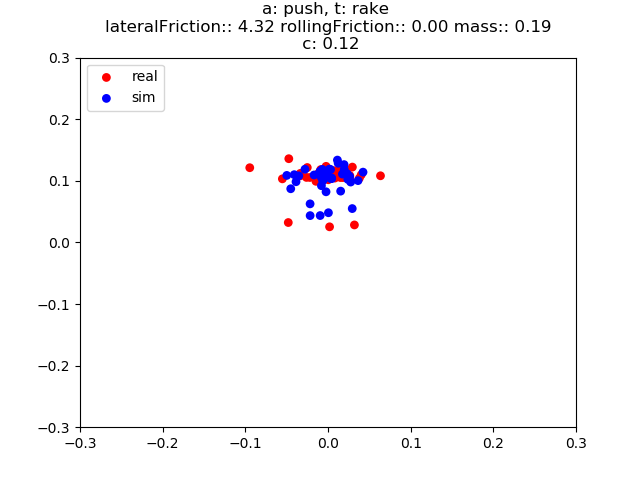 a: push, t: rake
lateralFriction:: 4.32 rollingFriction:: 0.00 mass:: 0.19
c: 0.12
real
sim
0.3
0.2
0.1
0.0
−0.1
−0.2
−0.3
−0.3
−0.2
−0.1
0.0
0.1
0.2
0.3